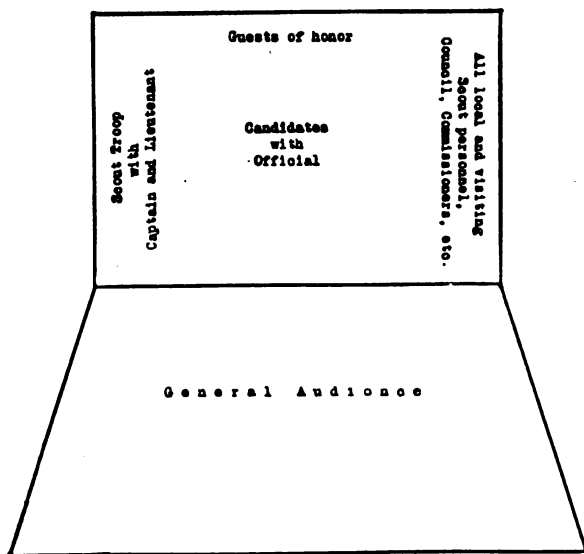 Guests of honor
Scout Troop
with
Captain and Lieutenant
Candidates
with
Official
All local and visiting
Scout personnel,
Council, Commissioners, etc.
General Audience